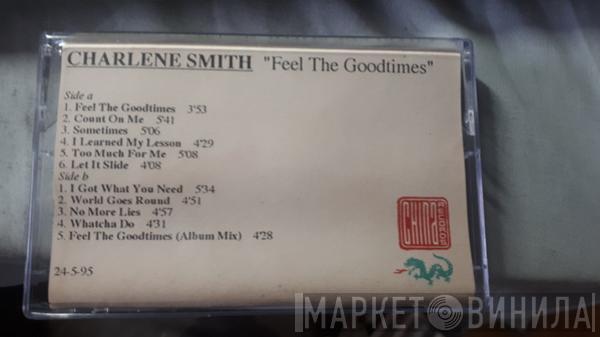 CHARLENE SMITH "Feel The Goodtimes"
Side a
1. Feel The Goodtimes 3'53
2. Count On Me 5'41
3. Sometimes 5'06
4. I Learned My Lesson 4'29
5. Too Much For Me 5'08
6. Let It Slide 4'08
Side b
1. I Got What You Need 5'34
2. World Goes Round 4'51
3. No More Lies 4'57
4. Whatcha Do 4'31
5. Feel The Goodtimes (Album Mix) 4'28
CHINA
RECORDS
24-5-95
МАРКЕТ ВИНИЛА